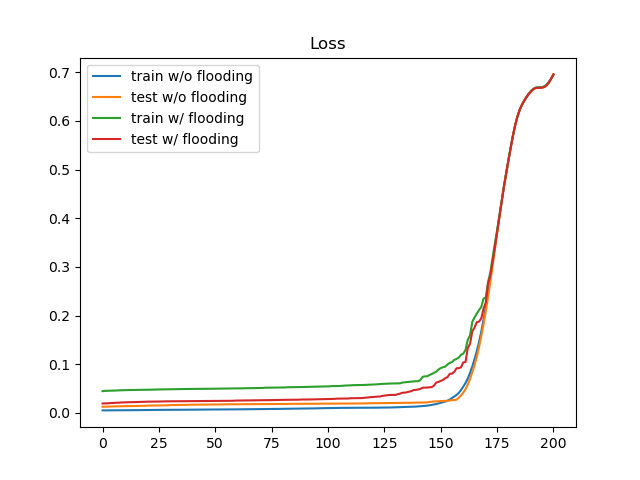 Loss
train w/o flooding
test w/o flooding
train w/ flooding
test w/ flooding
0.7
0.6
0.5
0.4
0.3
0.2
0.1
0.0
0 25 50 75 100 125 150 175 200